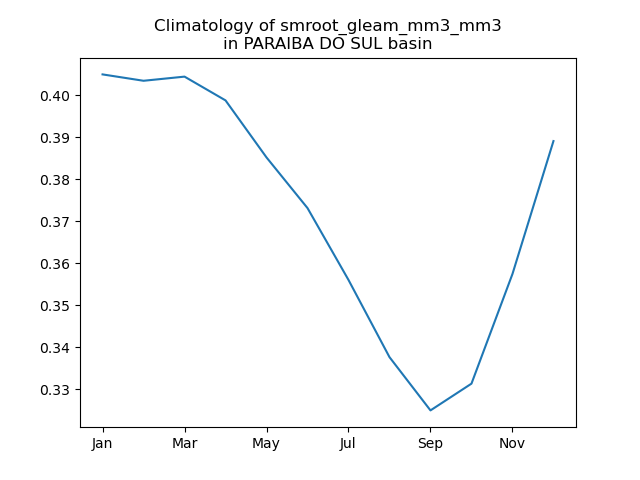 Climatology of smroot_gleam_mm3_mm3
in PARAIBA DO SUL basin
0.40
0.39
0.38
0.37
0.36
0.35
0.34
0.33
Jan
Mar
May
Jul
Sep
Nov